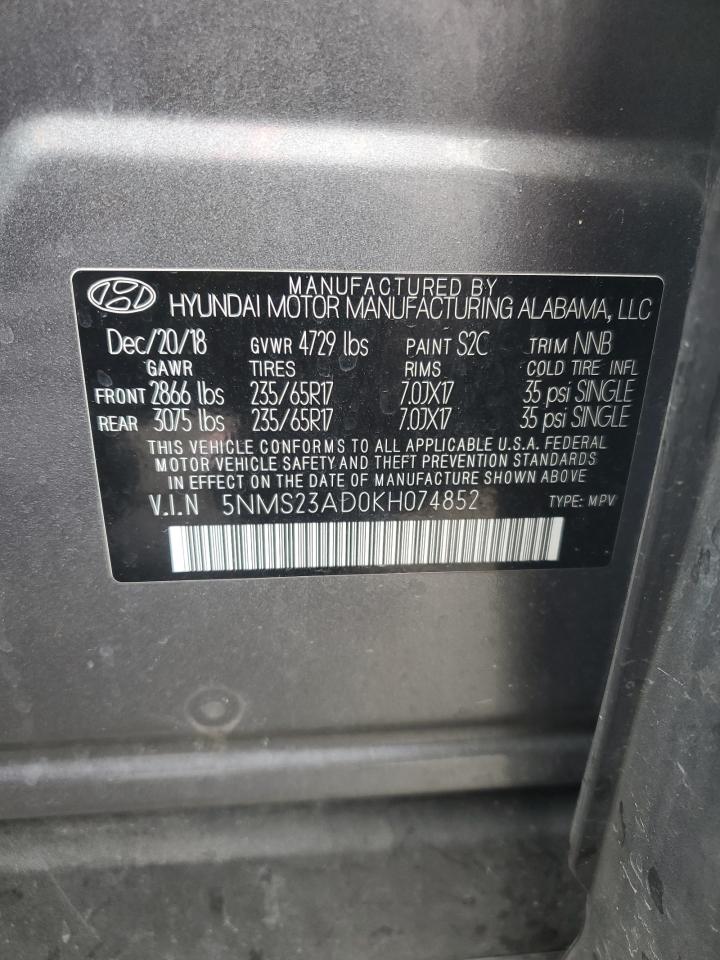 MANUFACTURED BY
HYUNDAI MOTOR MANUFACTURING ALABAMA, LLC
Dec/20/18 GVWR 4729 lbs PAINT S2C TRIM NNB
GAWR TIRES RIMS COLD TIRE INFL
FRONT 2866 lbs 235/65R17 7.0JX17 35 psi SINGLE
REAR 3075 lbs 235/65R17 7.0JX17 35 psi SINGLE
THIS VEHICLE CONFORMS TO ALL APPLICABLE U.S.A. FEDERAL
MOTOR VEHICLE SAFETY AND THEFT PREVENTION STANDARDS
IN EFFECT ON THE DATE OF MANUFACTURE SHOWN ABOVE
V.I.N 5NMS23AD0KH074852 TYPE: MPV